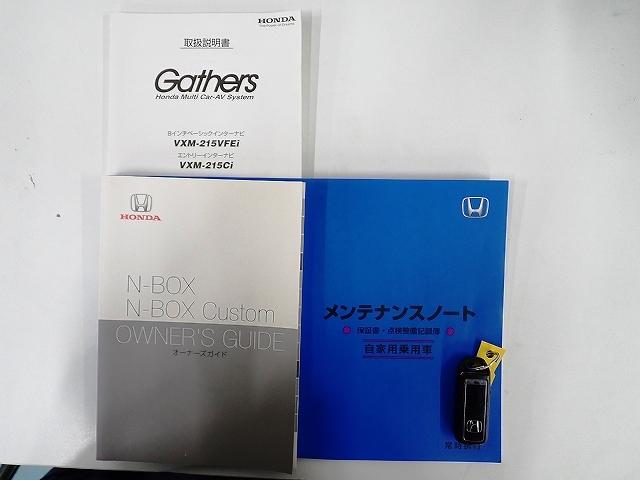 HONDA
The Power of Dreams
取扱説明書
Gathers
Honda Multi Car-AV System
8インチベーシックインターナビ
VXM-215VFEi
エントリーインターナビ
VXM-215Ci
HONDA
N-BOX
N-BOX Custom
OWNER'S GUIDE
オーナーズガイド
メンテナンスノート
保証書・点検整備記録簿
自家用乗用車